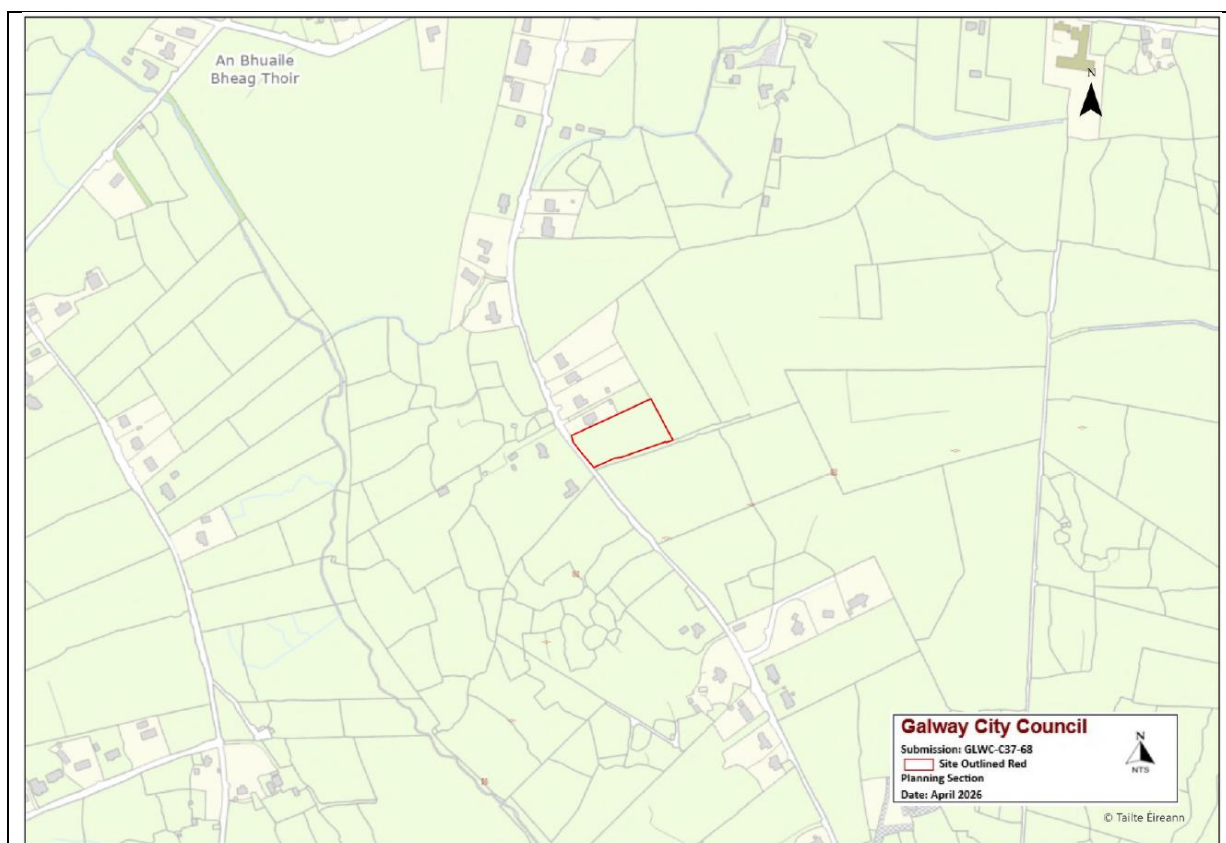 An Bhuaile
Bheag Thoir
N
Galway City Council
Submission: GLWC-C37-68
Site Outlined Red
Planning Section
Date: April 2026
N
NTS
© Tailte Éireann